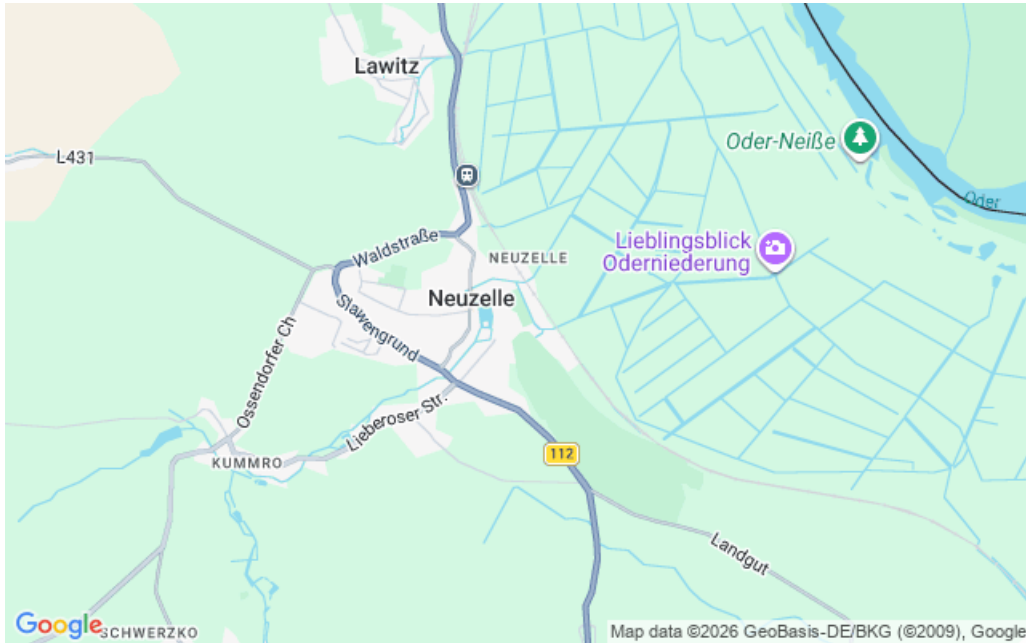 Lawitz
L431
Oder-Neiße
Oder
Waldstraße
NEUZELLE
Lieblingsblick
Oderniederung
Neuzelle
Slawengrund
Ossendorfer Ch
Lieberoser Str.
KUMMRO
112
Landgut
Google
SCHWERZKO
Map data ©2026 GeoBasis-DE/BKG (©2009), Google